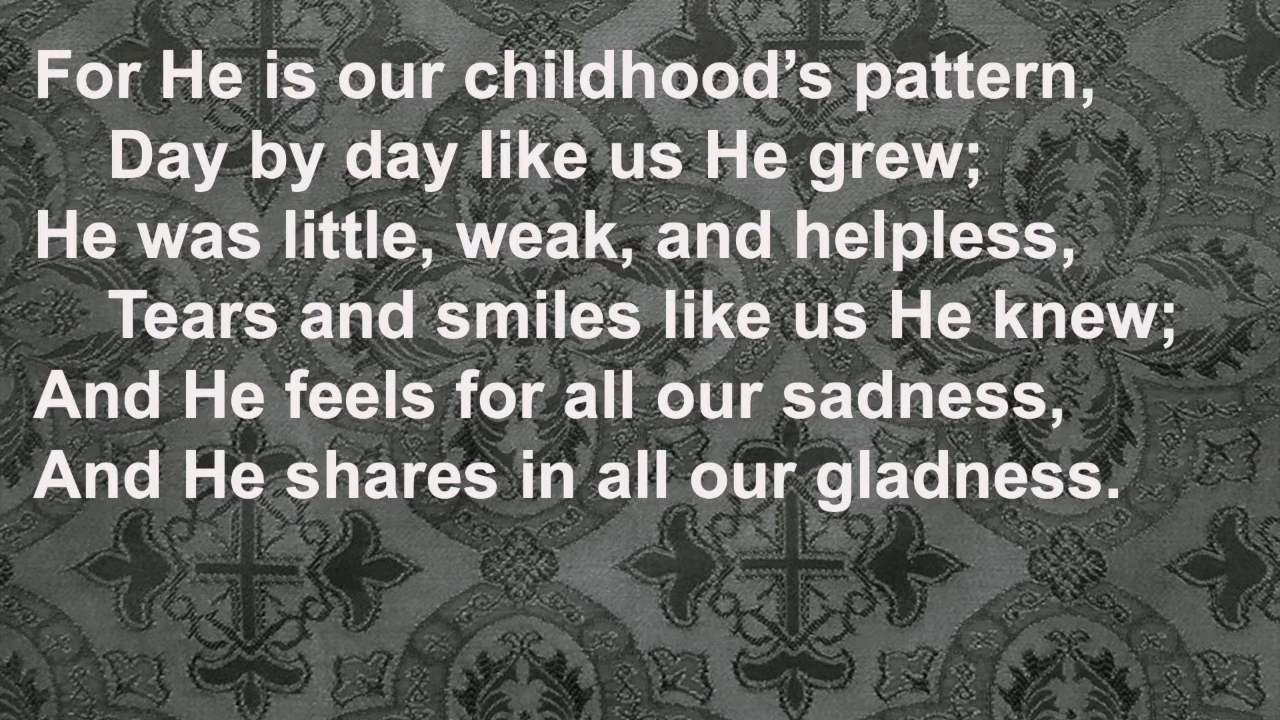 For He is our childhood’s pattern,
Day by day like us He grew;
He was little, weak, and helpless,
Tears and smiles like us He knew;
And He feels for all our sadness,
And He shares in all our gladness.